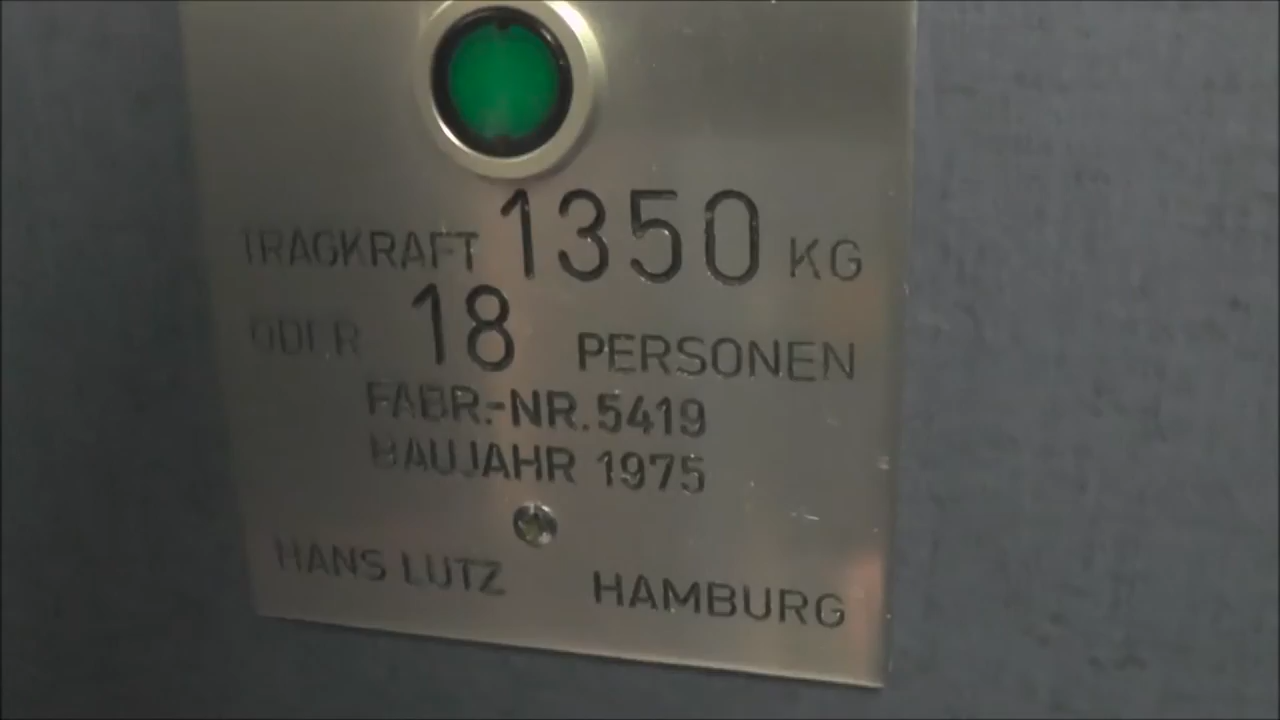 TRAGKRAFT 1350 KG
ODER 18 PERSONEN
FABR.-NR. 5419
BAUJAHR 1975
HANS LUTZ HAMBURG